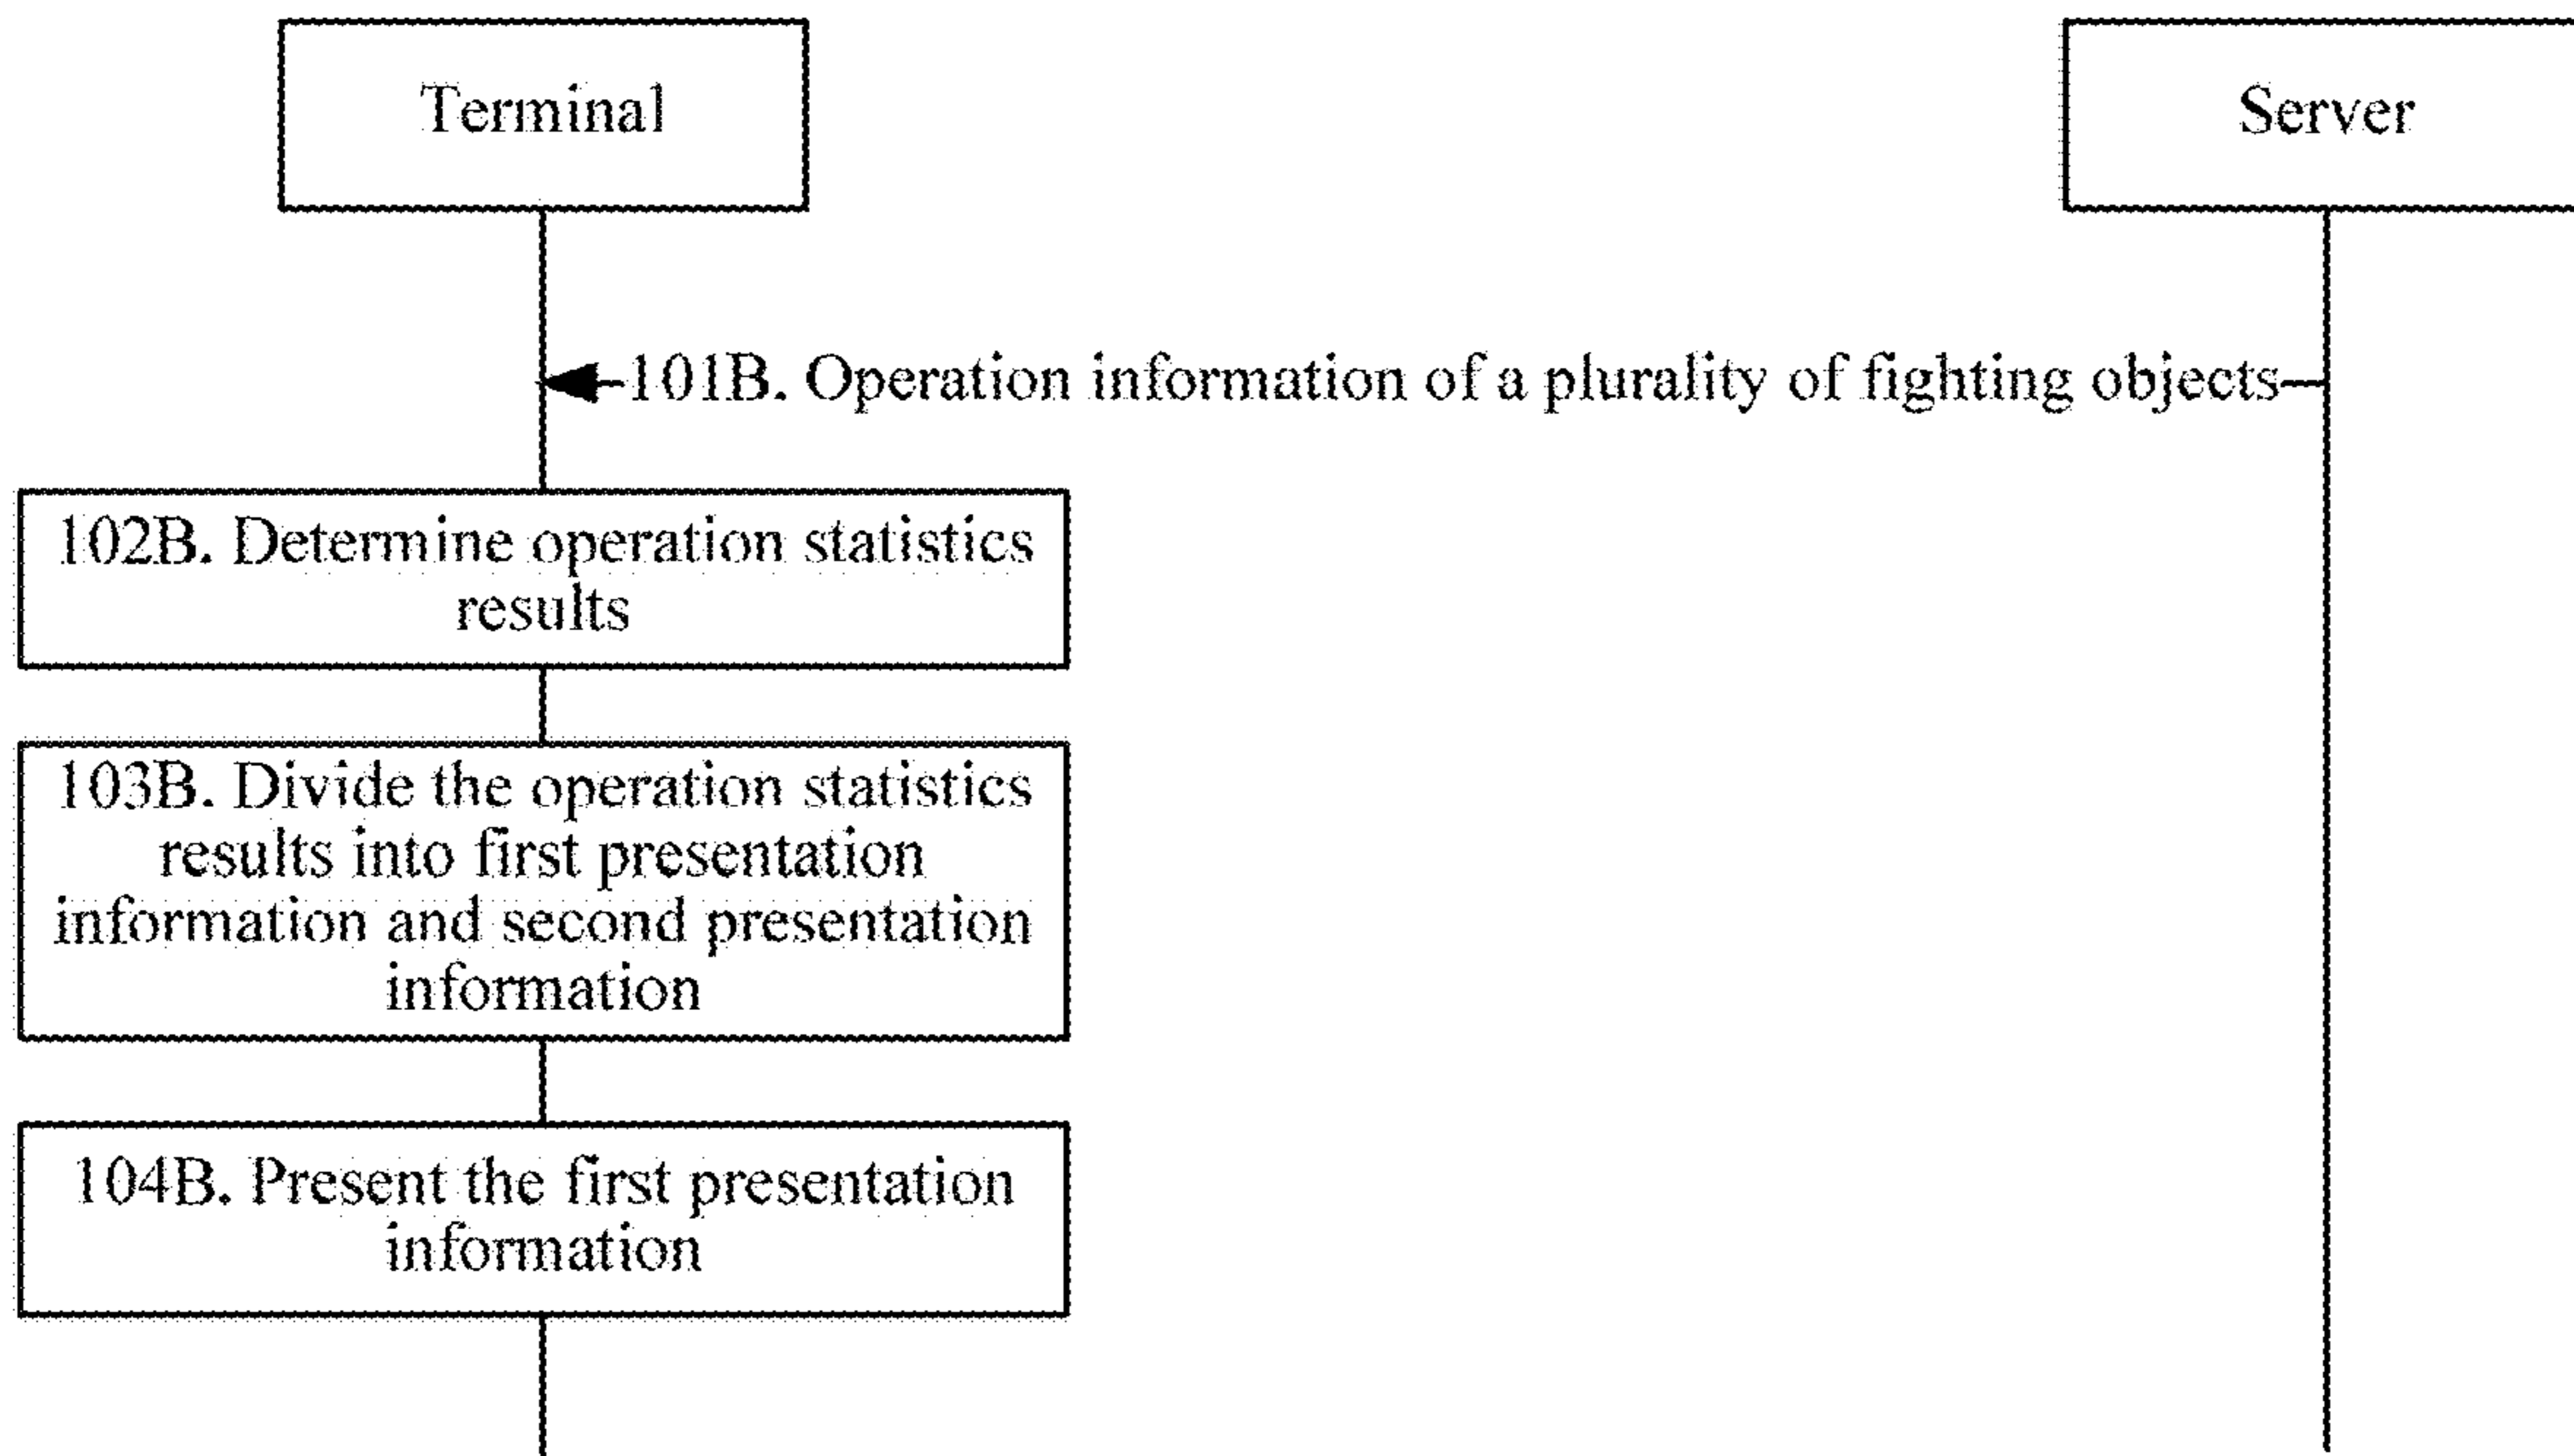 Terminal
Server
101B. Operation information of a plurality of fighting objects
102B. Determine operation statistics
results
103B. Divide the operation statistics
results into first presentation
information and second presentation
information
104B. Present the first presentation
information